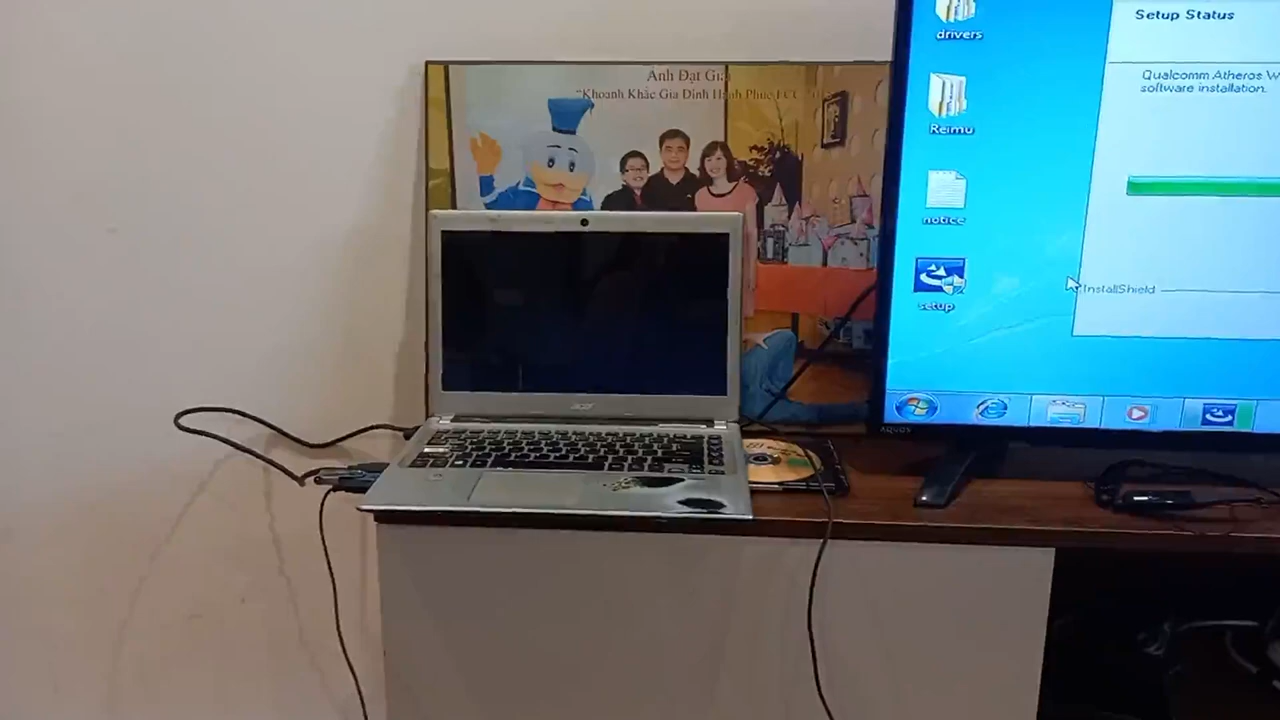 Ảnh Đạt Giải
"Khoảnh Khắc Gia Đình Hạnh Phúc
acer
drivers
Reimu
notice
setup
Setup Status
Qualcomm Atheros W
software installation.
InstallShield
AQUOS